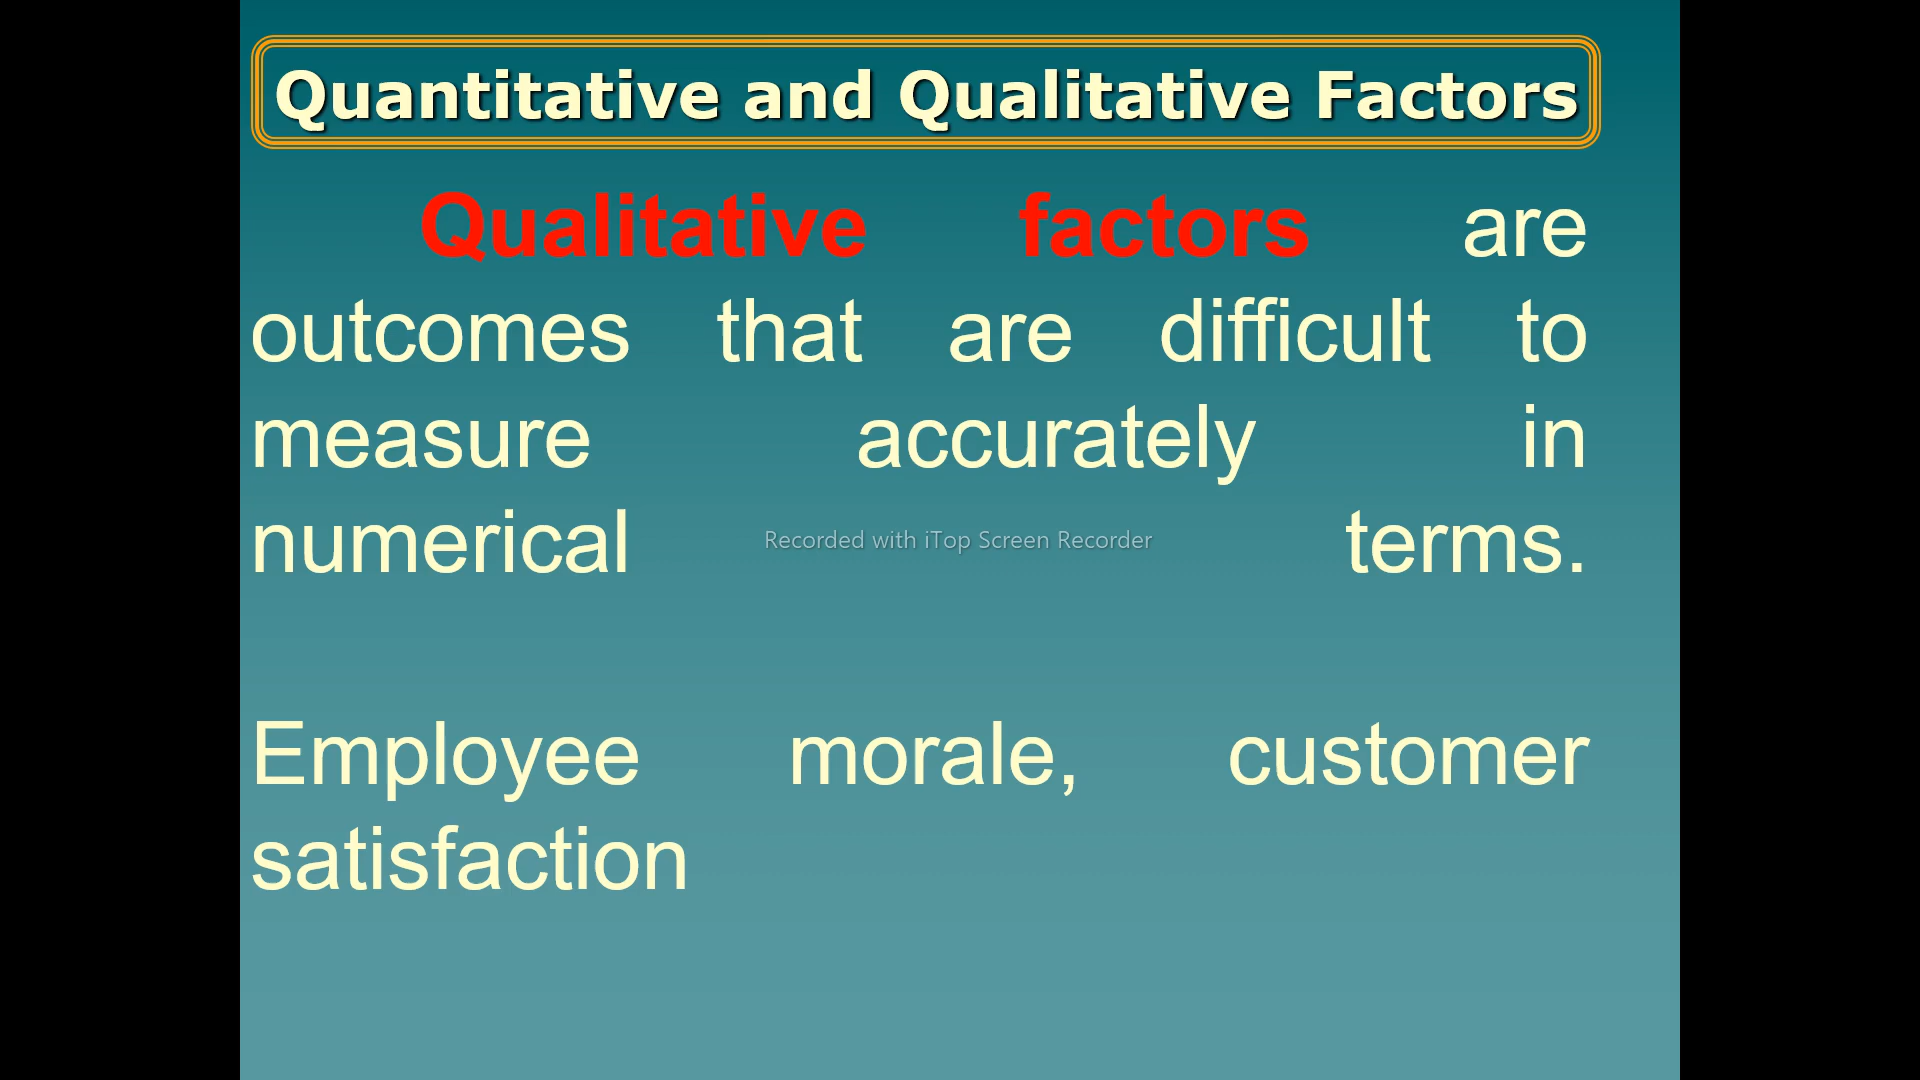 Quantitative and Qualitative Factors
Qualitative factors are
outcomes that are difficult to
measure accurately in
numerical terms.
Recorded with iTop Screen Recorder
Employee morale, customer
satisfaction